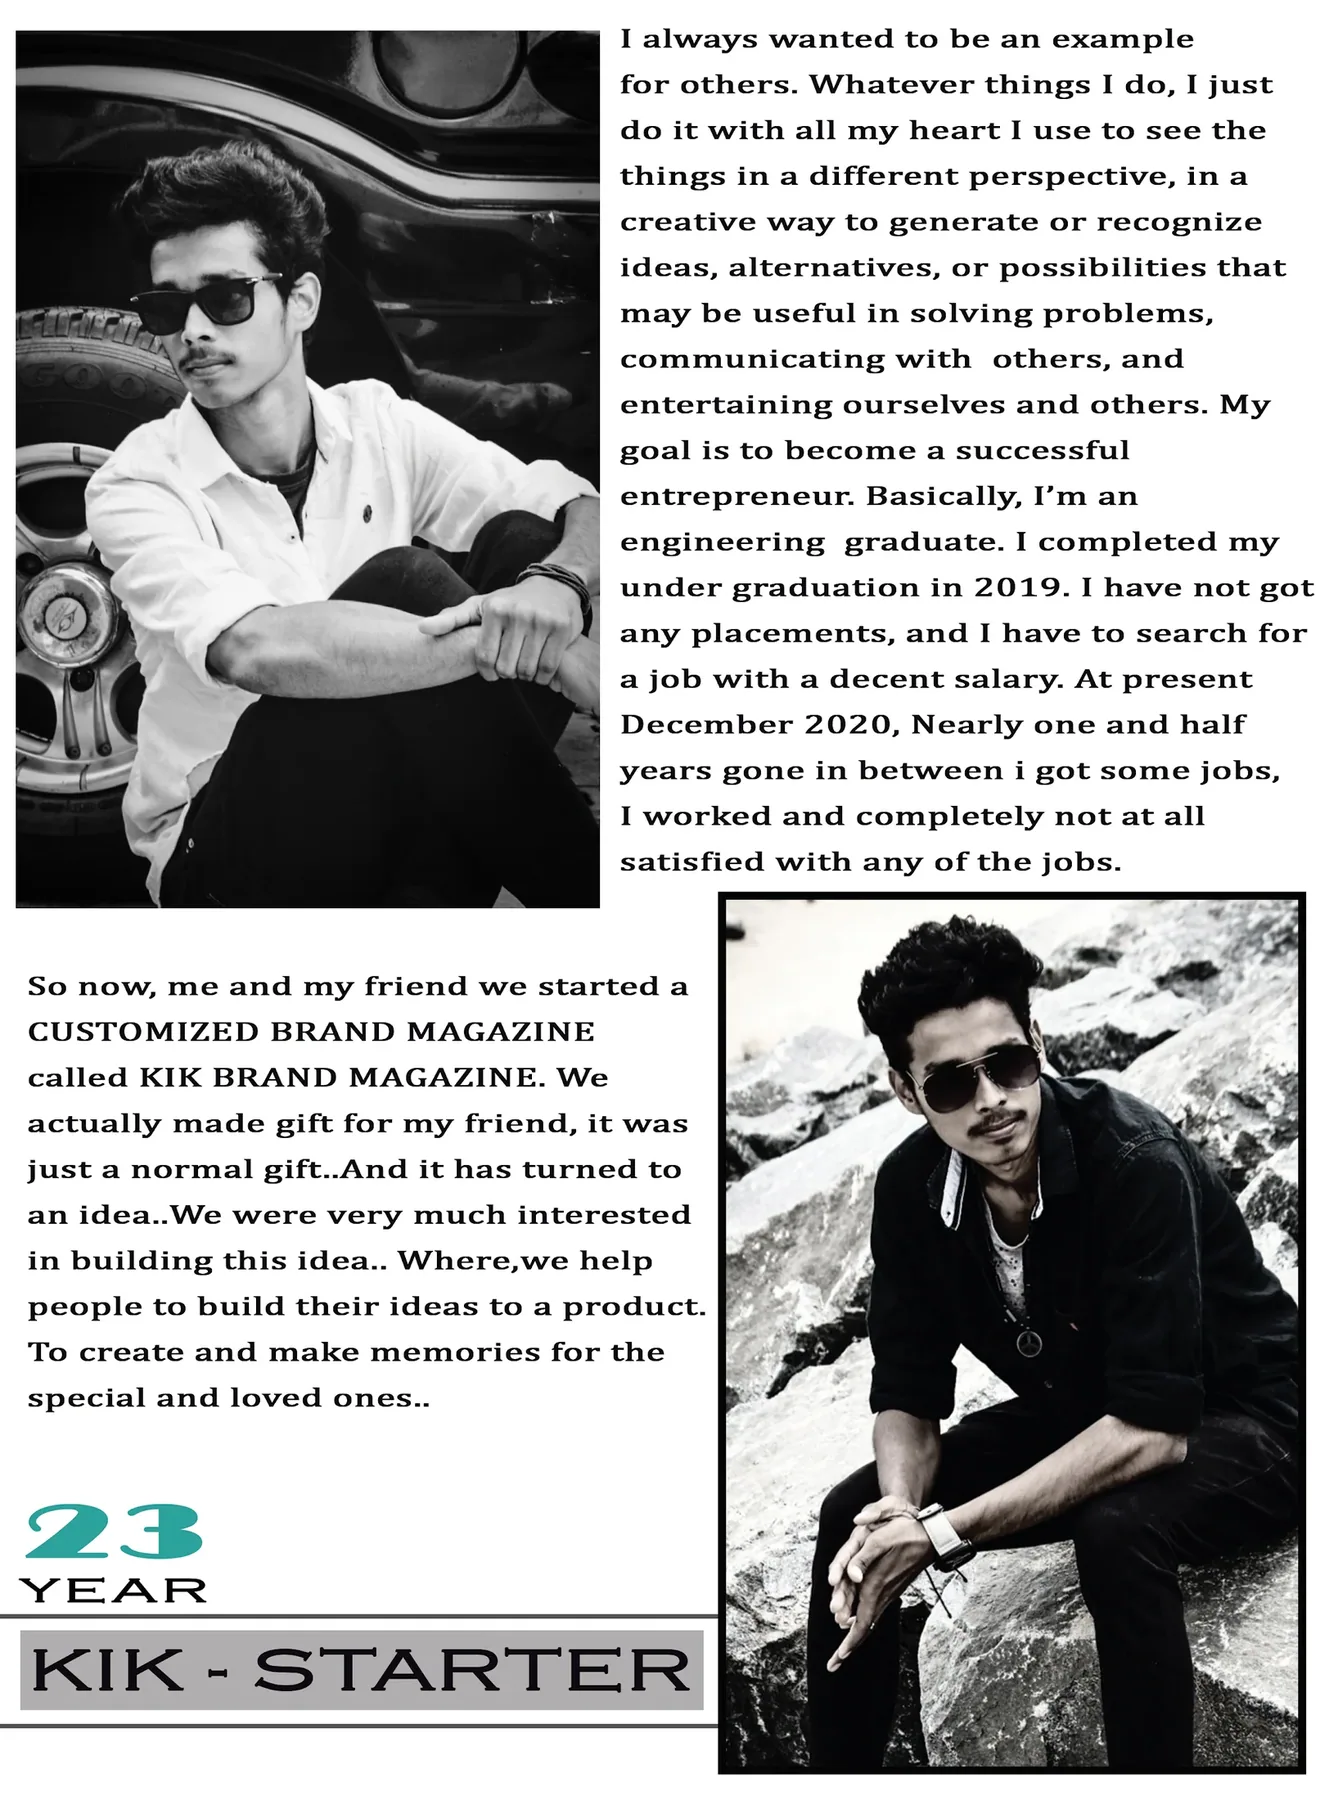 I always wanted to be an example
for others. Whatever things I do, I just
do it with all my heart I use to see the
things in a different perspective, in a
creative way to generate or recognize
ideas, alternatives, or possibilities that
may be useful in solving problems,
communicating with  others, and
entertaining ourselves and others. My
goal is to become a successful
entrepreneur. Basically, I’m an
engineering  graduate. I completed my
under graduation in 2019. I have not got
any placements, and I have to search for
a job with a decent salary. At present
December 2020, Nearly one and half
years gone in between i got some jobs,
I worked and completely not at all
satisfied with any of the jobs.
So now, me and my friend we started a
CUSTOMIZED BRAND MAGAZINE
called KIK BRAND MAGAZINE. We
actually made gift for my friend, it was
just a normal gift..And it has turned to
an idea..We were very much interested
in building this idea.. Where,we help
people to build their ideas to a product.
To create and make memories for the
special and loved ones..
23
YEAR
KIK - STARTER